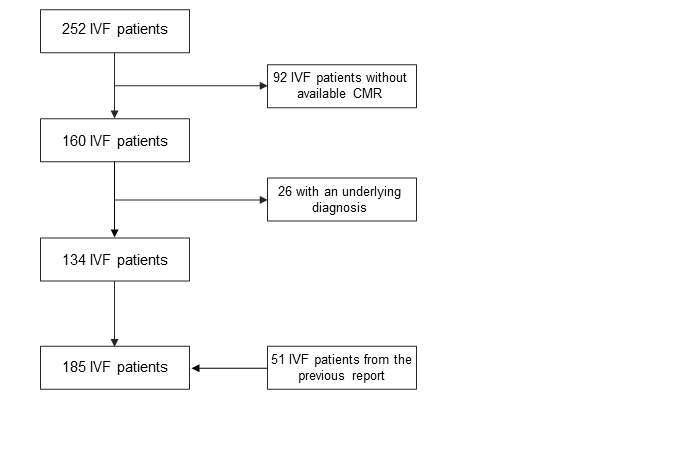 252 IVF patients
92 IVF patients without
available CMR
160 IVF patients
26 with an underlying
diagnosis
134 IVF patients
185 IVF patients
51 IVF patients from the
previous report